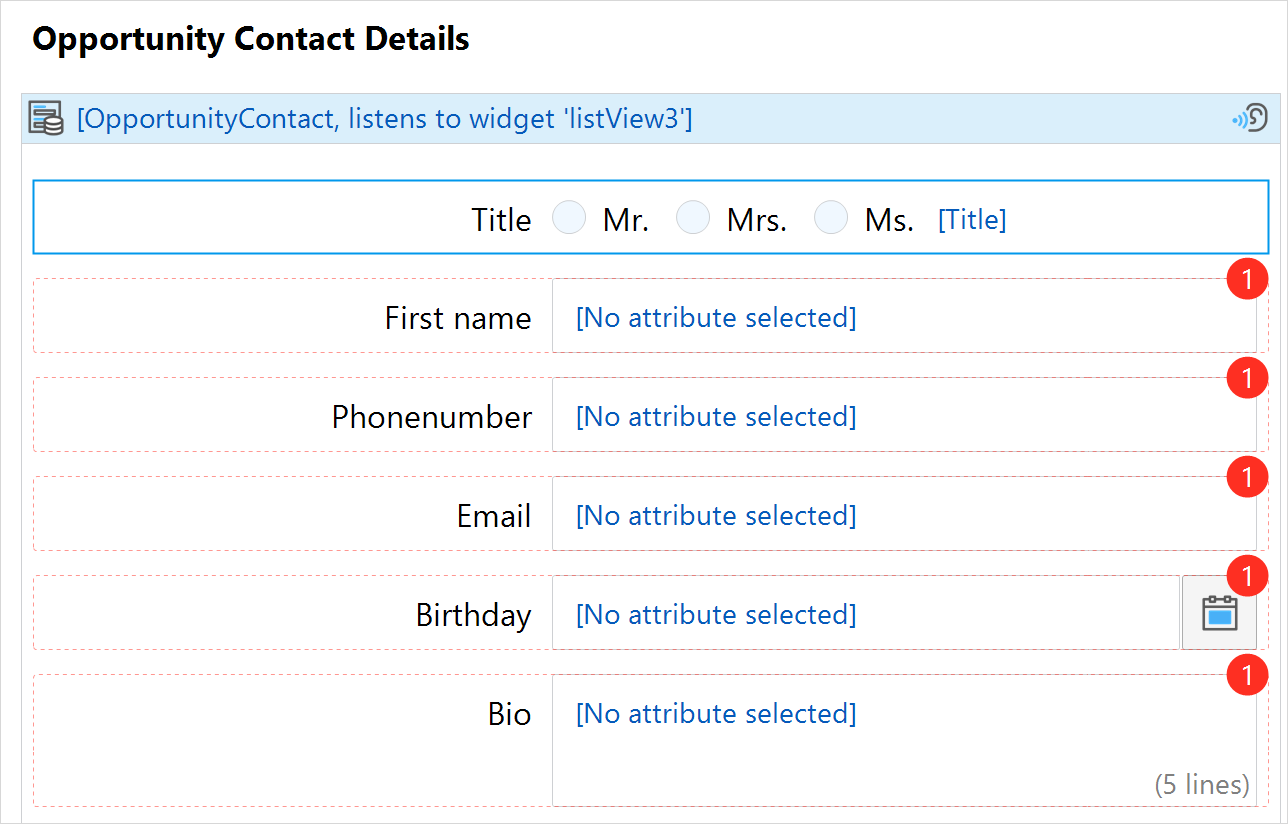 Opportunity Contact Details
[OpportunityContact, listens to widget 'listView3']
Title Mr. Mrs. Ms. [Title]
1
First name [No attribute selected]
1
Phonenumber [No attribute selected]
1
Email [No attribute selected]
1
Birthday [No attribute selected]
1
Bio [No attribute selected]
(5 lines)